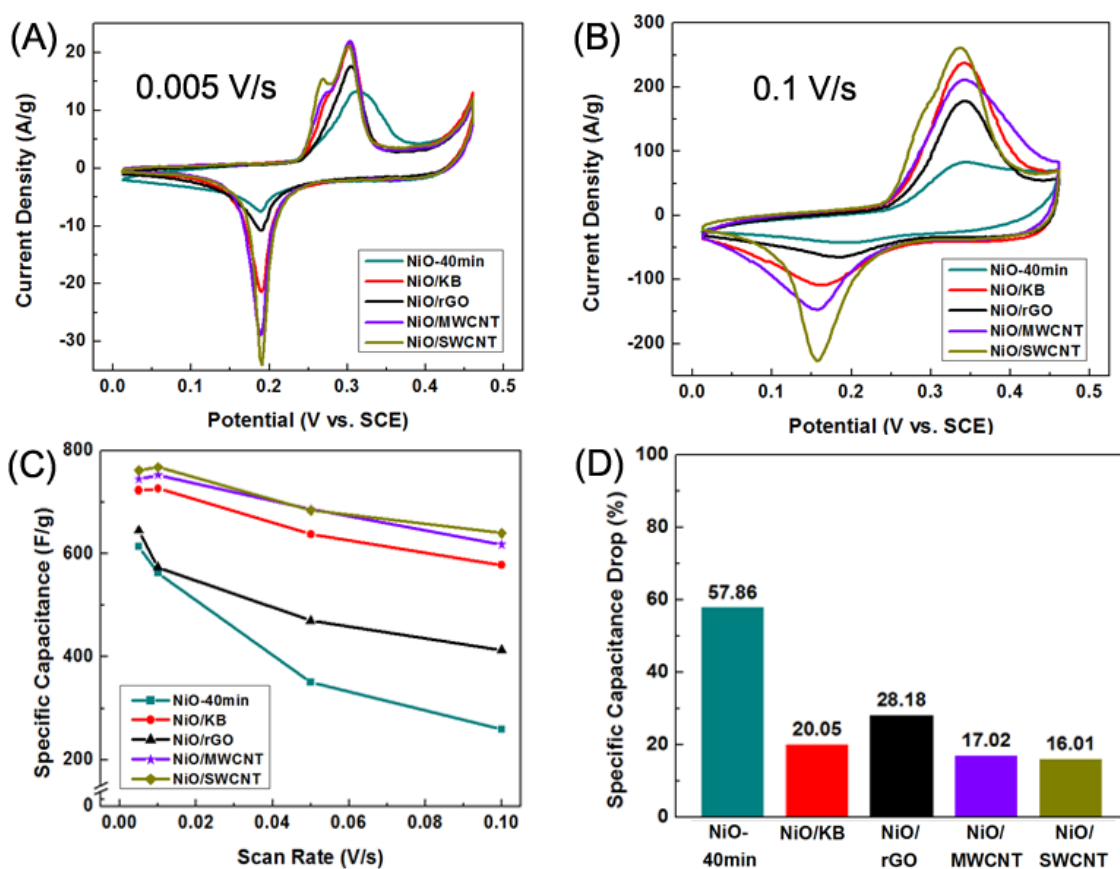 (A)
0.005 V/s
Current Density (A/g)
20
10
0
-10
-20
-30
NiO-40min
NiO/KB
NiO/rGO
NiO/MWCNT
NiO/SWCNT
0.0 0.1 0.2 0.3 0.4 0.5
Potential (V vs. SCE)
(B)
0.1 V/s
Current Density (A/g)
300
200
100
0
-100
-200
NiO-40min
NiO/KB
NiO/rGO
NiO/MWCNT
NiO/SWCNT
0.0 0.1 0.2 0.3 0.4 0.5
Potential (V vs. SCE)
(C)
Specific Capacitance (F/g)
800
600
400
200
0
NiO-40min
NiO/KB
NiO/rGO
NiO/MWCNT
NiO/SWCNT
0.00 0.02 0.04 0.06 0.08 0.10
Scan Rate (V/s)
(D)
Specific Capacitance Drop (%)
100
80
60
40
20
0
57.86
20.05
28.18
17.02
16.01
NiO-
40min
NiO/KB
NiO/
rGO
NiO/
MWCNT
NiO/
SWCNT